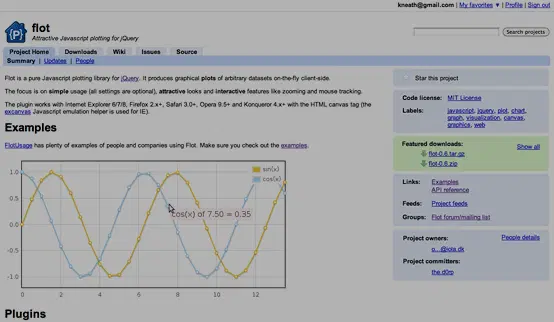 kneath@gmail.com | My favorites ▼ | Profile | Sign out
flot
Attractive Javascript plotting for jQuery
Search projects
Project Home Downloads Wiki Issues Source
Summary | Updates | People
Flot is a pure Javascript plotting library for jQuery. It produces graphical plots of arbitrary datasets on-the-fly client-side.
The focus is on simple usage (all settings are optional), attractive looks and interactive features like zooming and mouse tracking.
The plugin works with Internet Explorer 6/7/8, Firefox 2.x+, Safari 3.0+, Opera 9.5+ and Konqueror 4.x+ with the HTML canvas tag (the
excanvas Javascript emulation helper is used for IE).
Examples
FlotUsage has plenty of examples of people and companies using Flot. Make sure you check out the examples.
sin(x)
cos(x)
1.0
0.5
0.0
-0.5
-1.0
cos(x) of 7.50 = 0.35
0 2 4 6 8 10 12
Plugins
Star this project
Code license: MIT License
Labels: javascript, jquery, plot, chart,
graph, visualization, canvas,
graphics, web
Featured downloads: Show all
flot-0.6.tar.gz
flot-0.6.zip
Links: Examples
API reference
Feeds: Project feeds
Groups: Flot forum/mailing list
Project owners: People details
o...@iola.dk
Project committers:
the.d0rp